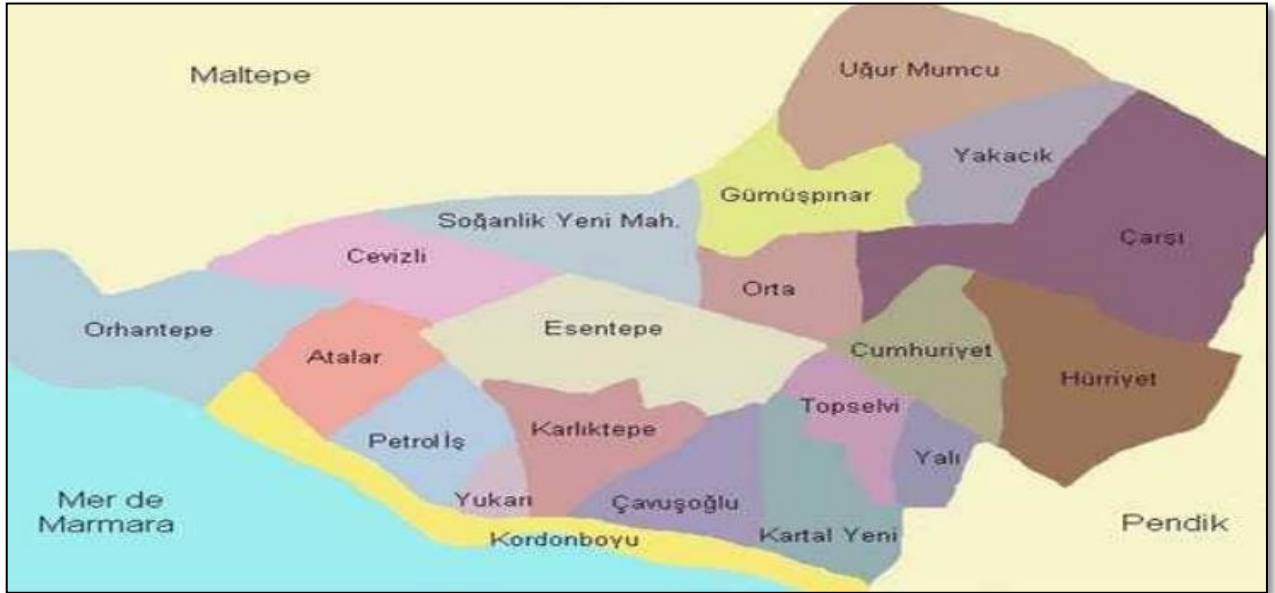 Maltepe
Uğur Mumcu
Yakacık
Gümüşpınar
Soğanlik Yeni Mah.
Çarşı
Cevizli
Orta
Orhantepe
Esentepe
Atalar
Cumhuriyet
Hürriyet
Topselvi
Petrol İş
Karlıktepe
Yalı
Yukarı
Çavuşoğlu
Mer de
Marmara
Pendik
Kartal Yeni
Kordonboyu